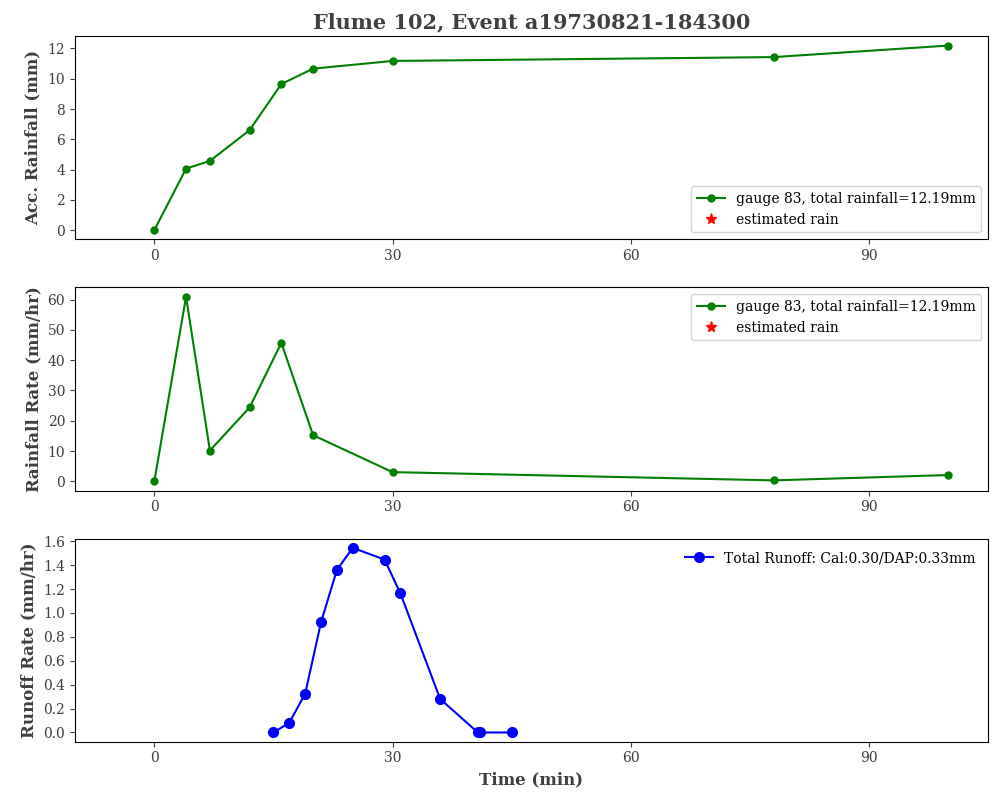 Flume 102, Event a19730821-184300
Acc. Rainfall (mm)
12
10
8
6
4
2
0
gauge 83, total rainfall=12.19mm
estimated rain
0 30 60 90
Rainfall Rate (mm/hr)
60
50
40
30
20
10
0
gauge 83, total rainfall=12.19mm
estimated rain
0 30 60 90
Runoff Rate (mm/hr)
1.6
1.4
1.2
1.0
0.8
0.6
0.4
0.2
0.0
Total Runoff: Cal:0.30/DAP:0.33mm
0 30 60 90
Time (min)